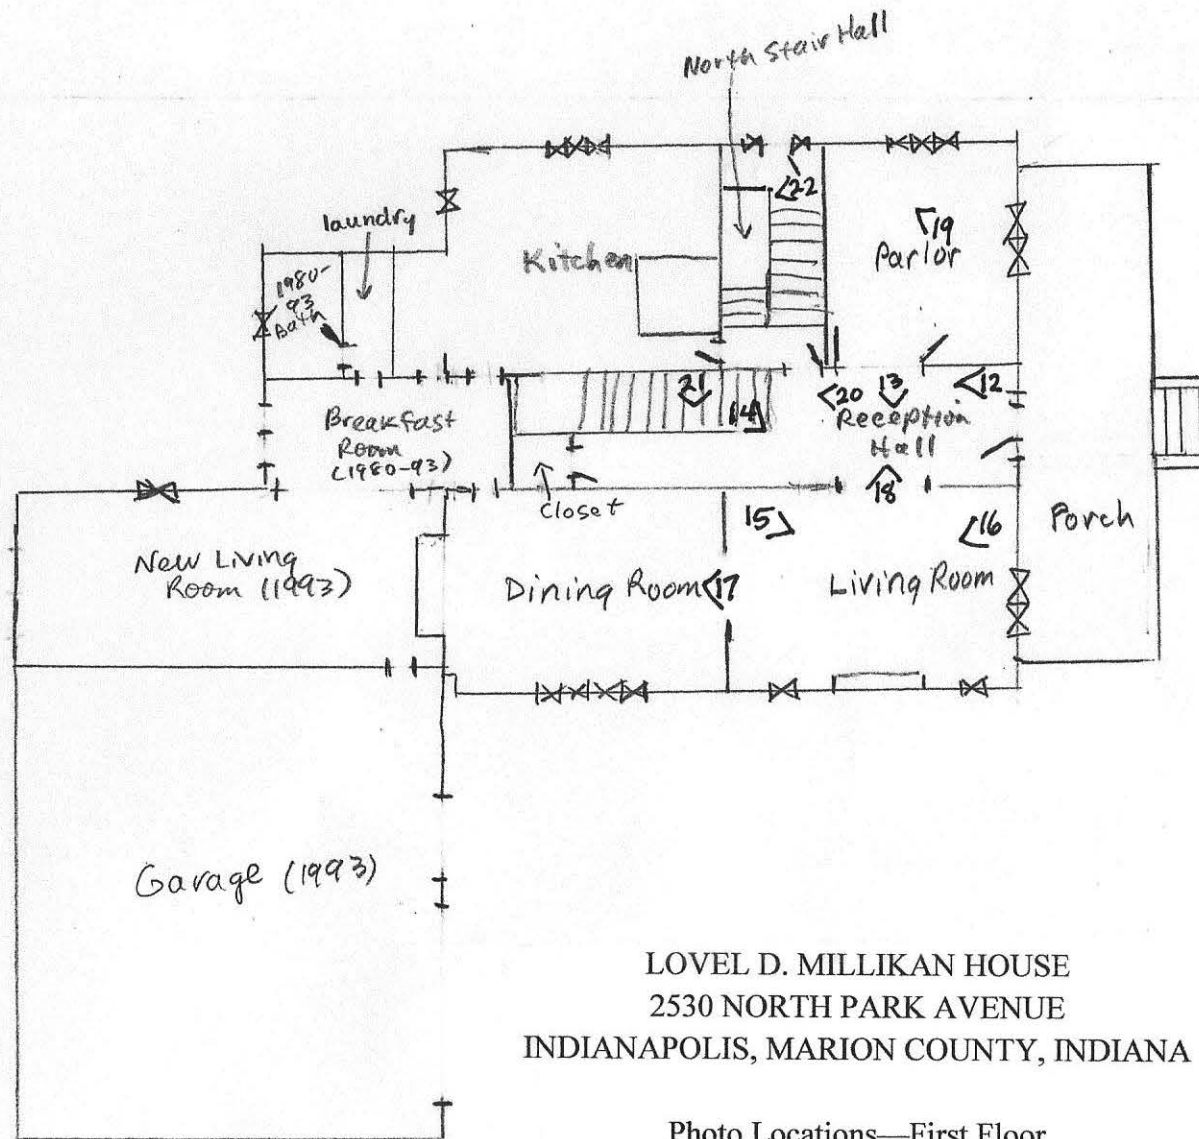 North Stair Hall
laundry
1980-
93
Bath
Kitchen
22
19
Parlor
Breakfast
Room
(1980-93)
21
14
20
13
12
Reception
Hall
18
closet
15
16
Porch
New Living
Room (1993)
Dining Room
17
Living Room
Garage (1993)
LOVEL D. MILLIKAN HOUSE
2530 NORTH PARK AVENUE
INDIANAPOLIS, MARION COUNTY, INDIANA
Photo Locations—First Floor